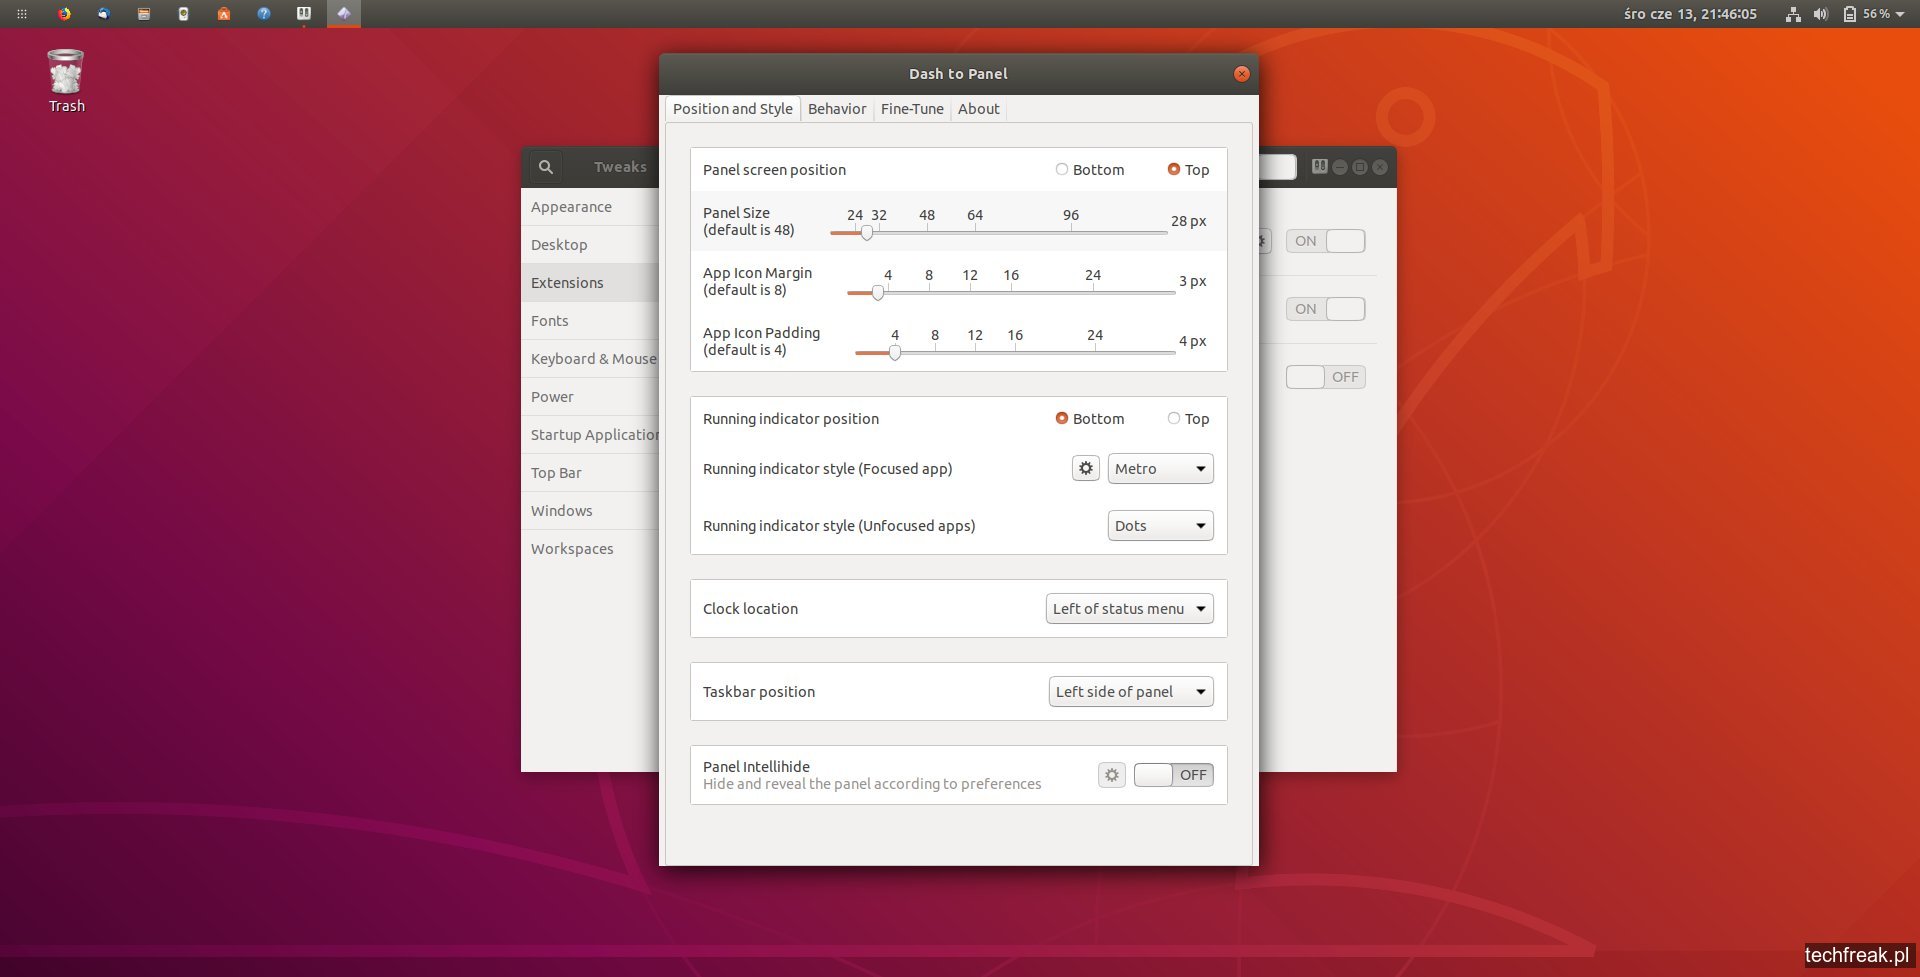 śro cze 13, 21:46:05
56 %
Trash
Dash to Panel
Position and Style Behavior Fine-Tune About
Tweaks
Appearance
Desktop
Extensions
Fonts
Keyboard & Mouse
Power
Startup Applicatio
Top Bar
Windows
Workspaces
Panel screen position Bottom Top
Panel Size 24 32 48 64 96 28 px
(default is 48)
App Icon Margin 4 8 12 16 24 3 px
(default is 8)
App Icon Padding 4 8 12 16 24 4 px
(default is 4)
Running indicator position Bottom Top
Running indicator style (Focused app) Metro
Running indicator style (Unfocused apps) Dots
Clock location Left of status menu
Taskbar position Left side of panel
Panel Intellihide OFF
Hide and reveal the panel according to preferences
ON
ON
OFF
techfreak.pl